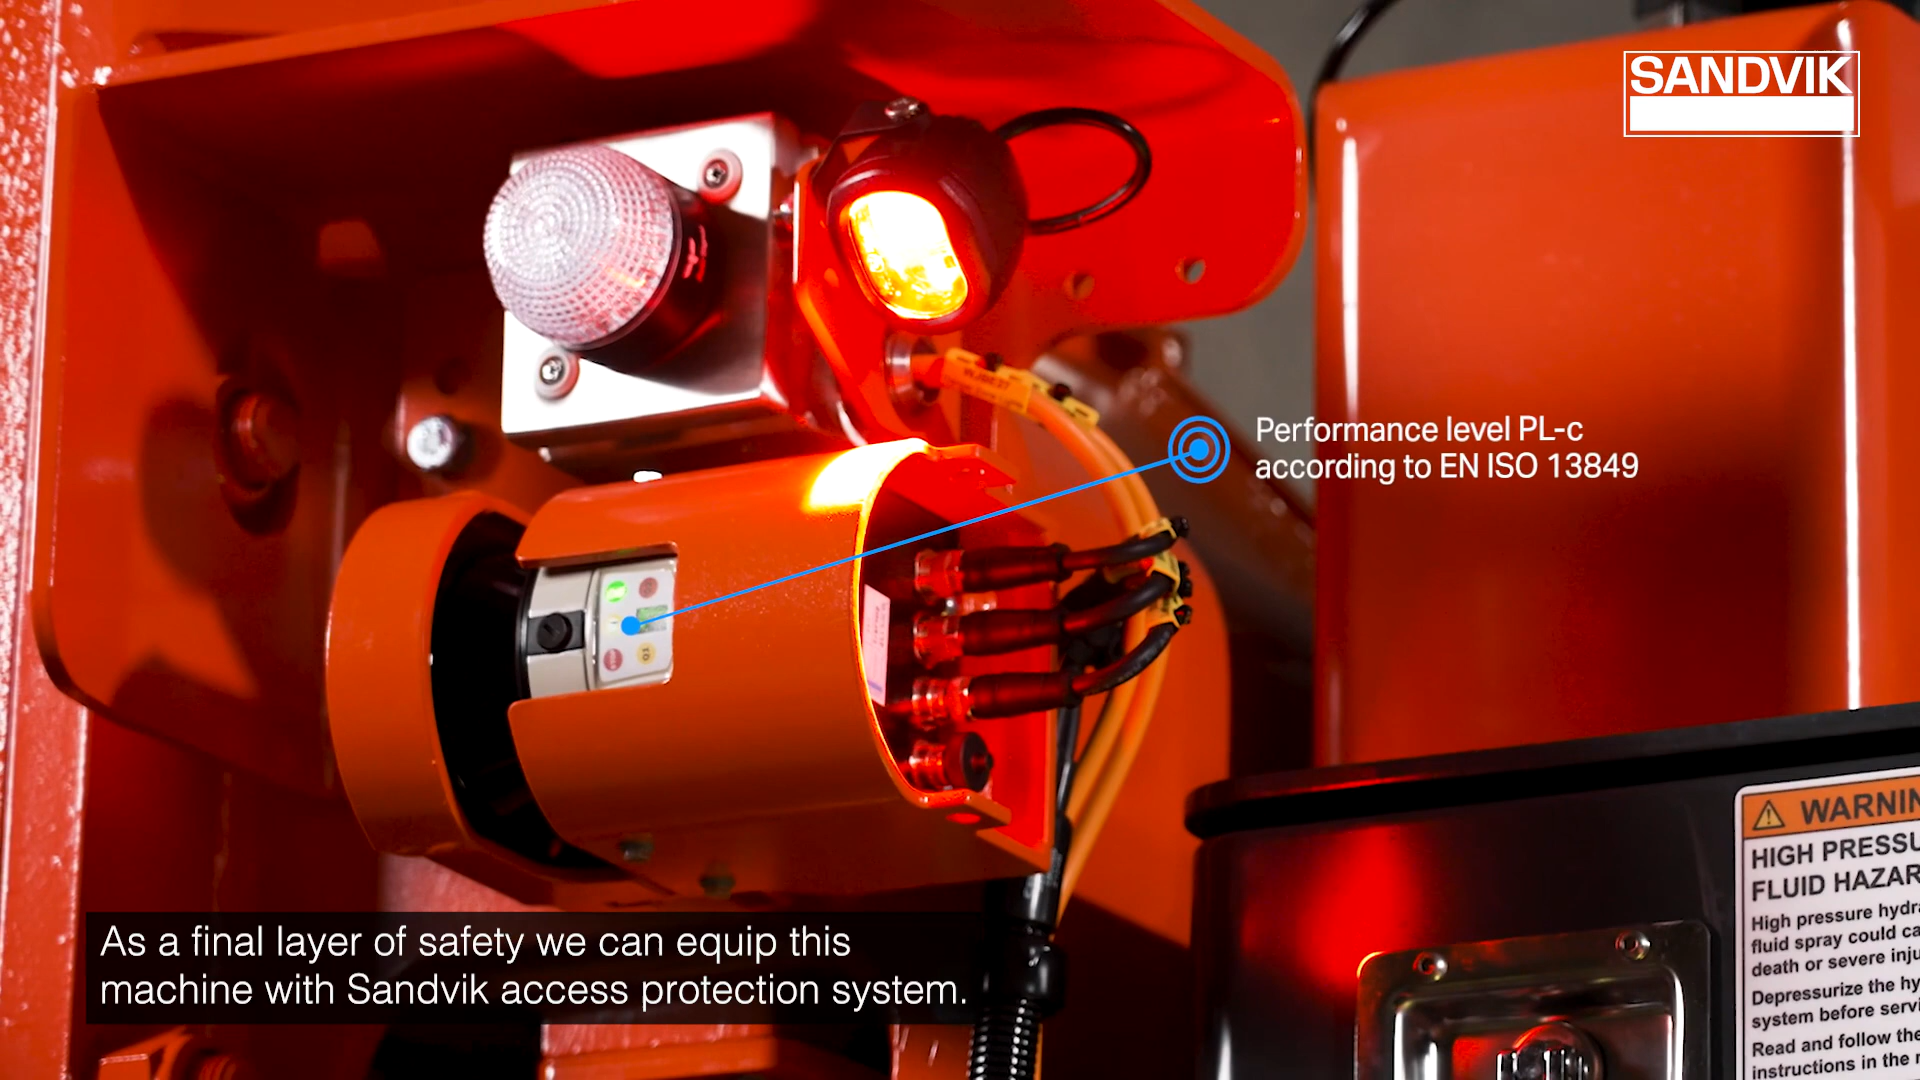 SANDVIK
Performance level PL-c
according to EN ISO 13849
WARNIN
HIGH PRESSU
FLUID HAZAR
High pressure hydra
fluid spray could ca
death or severe inju
Depressurize the hy
system before servi
Read and follow the
instructions in the
As a final layer of safety we can equip this
machine with Sandvik access protection system.